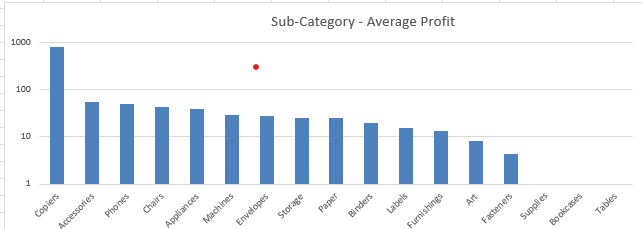 Sub-Category - Average Profit
1000
100
10
1
Copiers
Accessories
Phones
Chairs
Appliances
Machines
Envelopes
Storage
Paper
Binders
Labels
Furnishings
Art
Fasteners
Supplies
Bookcases
Tables